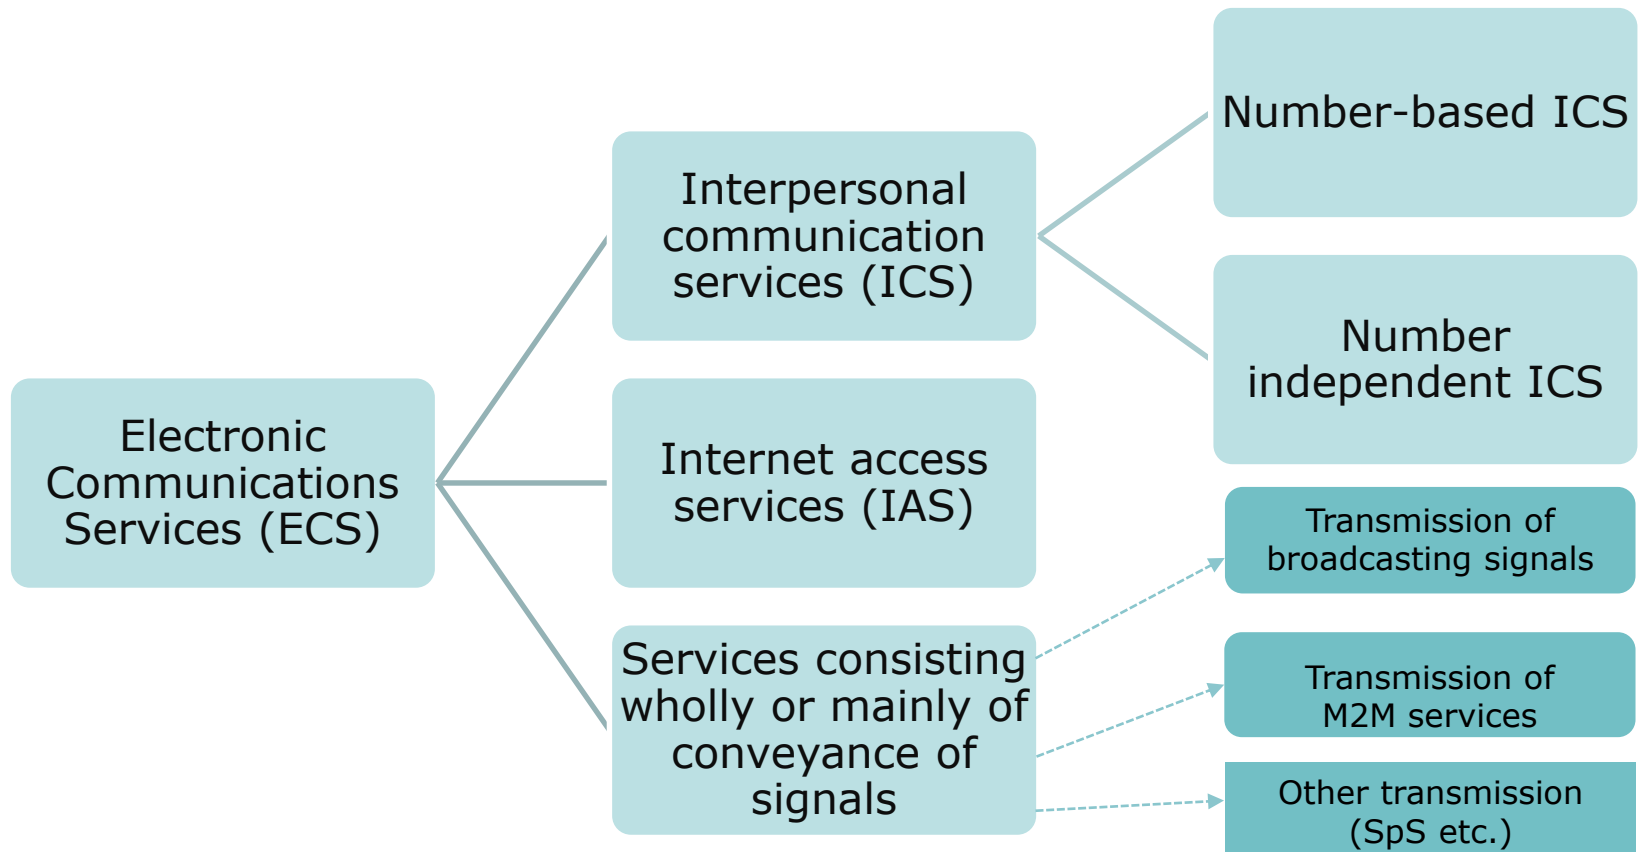 Electronic
Communications
Services (ECS)
Interpersonal
communication
services (ICS)
Internet access
services (IAS)
Services consisting
wholly or mainly of
conveyance of
signals
Number-based ICS
Number
independent ICS
Transmission of
broadcasting signals
Transmission of
M2M services
Other transmission
(SpS etc.)